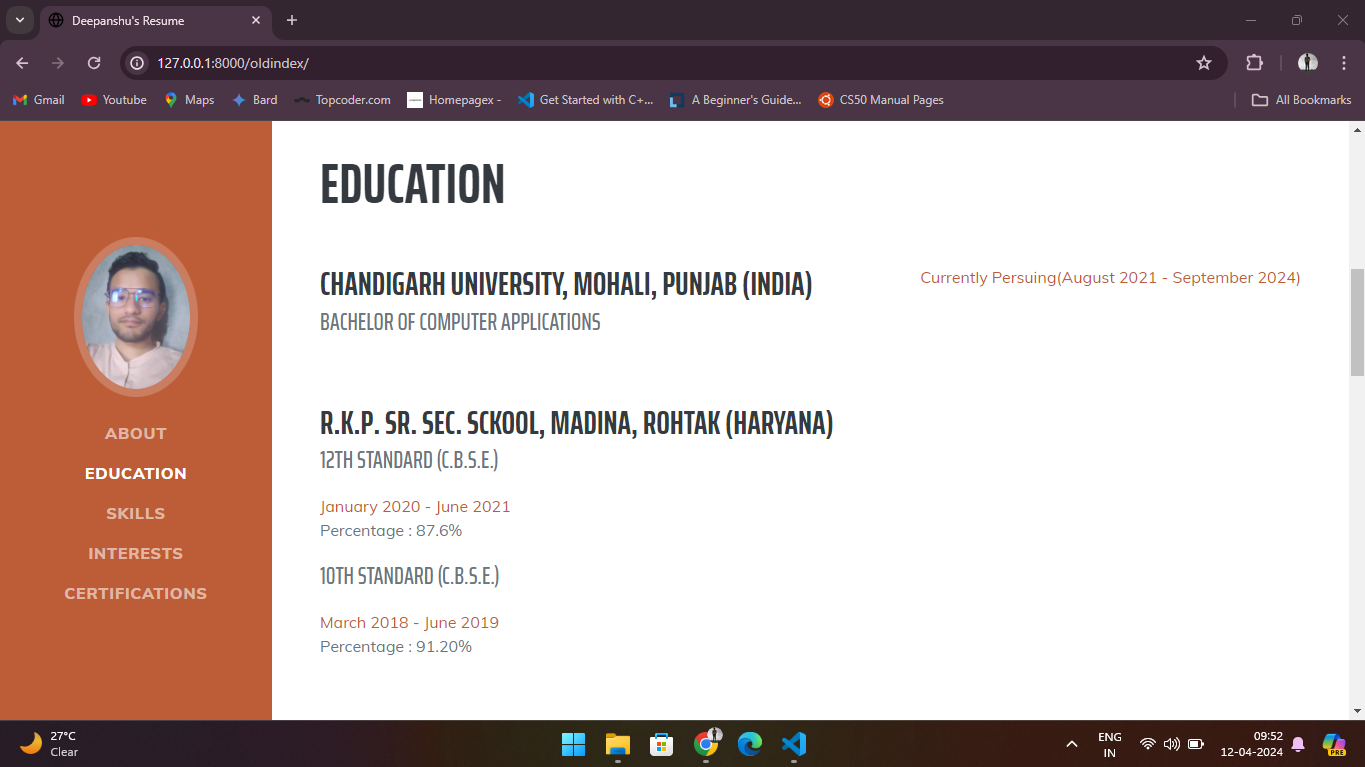 Deepanshu's Resume
127.0.0.1:8000/oldindex/
Gmail Youtube Maps Bard Topcoder.com Homepagex - Get Started with C+... A Beginner's Guide... CS50 Manual Pages All Bookmarks
ABOUT
EDUCATION
SKILLS
INTERESTS
CERTIFICATIONS
EDUCATION
CHANDIGARH UNIVERSITY, MOHALI, PUNJAB (INDIA)
Currently Persuing(August 2021 - September 2024)
BACHELOR OF COMPUTER APPLICATIONS
R.K.P. SR. SEC. SCKOOL, MADINA, ROHTAK (HARYANA)
12TH STANDARD (C.B.S.E.)
January 2020 - June 2021
Percentage : 87.6%
10TH STANDARD (C.B.S.E.)
March 2018 - June 2019
Percentage : 91.20%
27°C
Clear
ENG
IN
09:52
12-04-2024
PRE